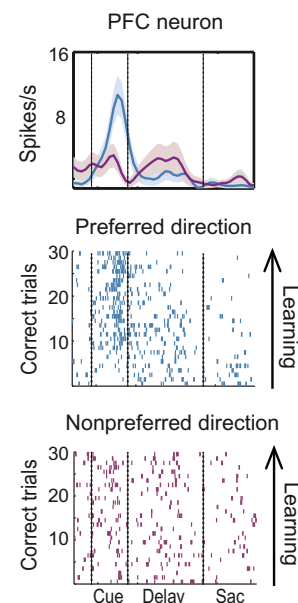 PFC neuron
16
8
Spikes/s
Preferred direction
30
20
10
Correct trials
Learning
Nonpreferred direction
30
20
10
Correct trials
Learning
Cue Delay Sac